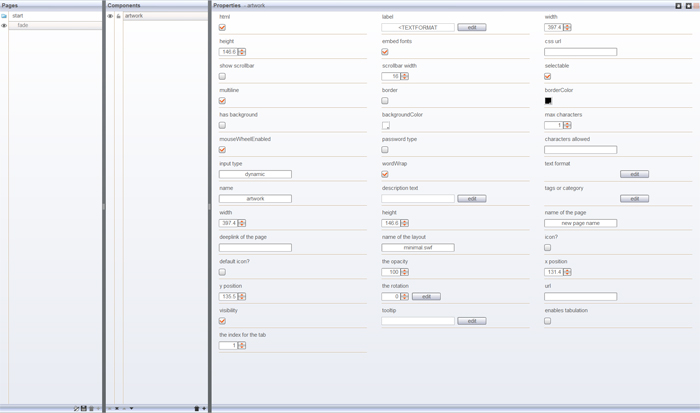 Pages
Components
Properties - artwork
start
fade
artwork
html
label
width
<TEXTFORMAT
edit
397.4
height
embed fonts
css url
146.6
show scrollbar
scrollbar width
selectable
16
multiline
border
borderColor
has background
backgroundColor
max characters
1
mouseWheelEnabled
password type
characters allowed
input type
wordWrap
text format
dynamic
edit
name
description text
tags or category
artwork
edit
edit
width
height
name of the page
397.4
146.6
new page name
deeplink of the page
name of the layout
icon?
minimal.swf
default icon?
the opacity
x position
100
131.4
y position
the rotation
url
135.5
0
edit
visibility
tooltip
enables tabulation
edit
the index for the tab
1